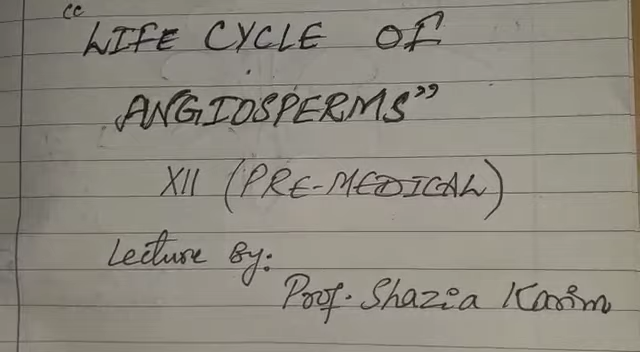 "LIFE CYCLE OF
ANGIOSPERMS"
XII (PRE-MEDICAL)
Lecture By:
Prof. Shazia Karim